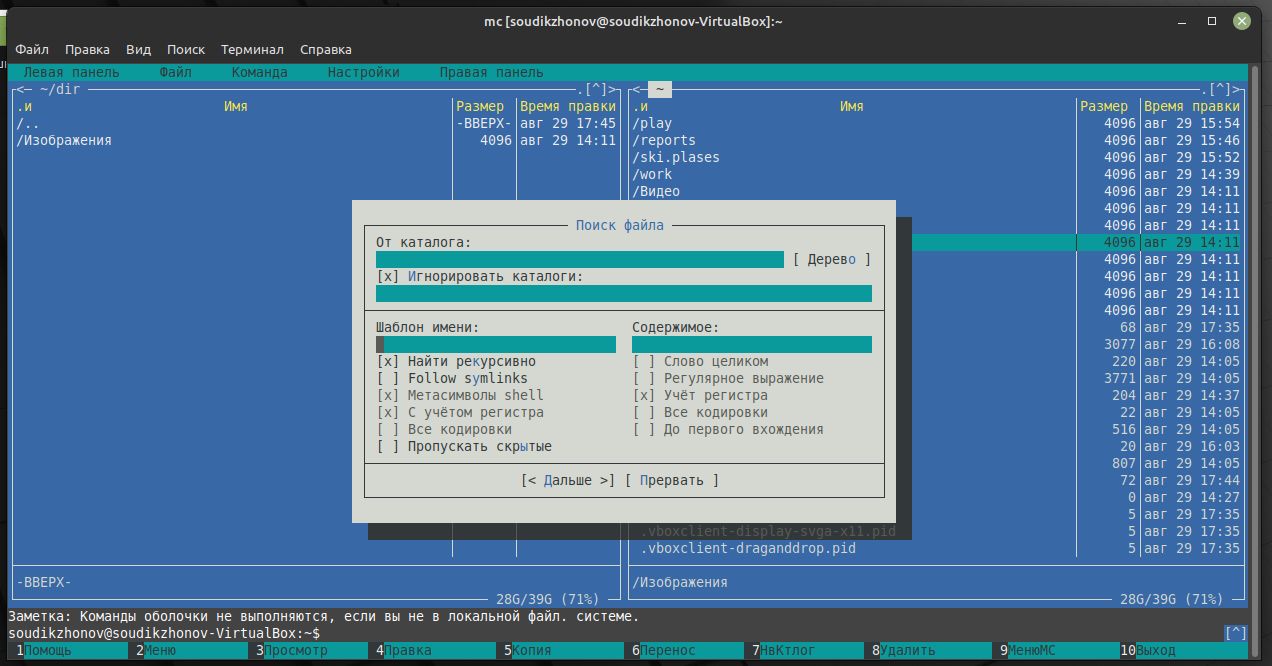 mc [soudikzhonov@soudikzhonov-VirtualBox]:~
Файл Правка Вид Поиск Терминал Справка
Левая панель Файл Команда Настройки Правая панель
<─ ~/dir .[^]> <─ ~ .[^]>
.и Имя Размер Время правки .и Имя Размер Время правки
/.. -ВВЕРХ- авг 29 17:45 /play 4096 авг 29 15:54
/Изображения 4096 авг 29 14:11 /reports 4096 авг 29 15:46
/ski.plases 4096 авг 29 15:52
/work 4096 авг 29 14:39
/Видео 4096 авг 29 14:11
4096 авг 29 14:11
Поиск файла 4096 авг 29 14:11
От каталога: 4096 авг 29 14:11
[ Дерево ] 4096 авг 29 14:11
[x] Игнорировать каталоги: 4096 авг 29 14:11
4096 авг 29 14:11
4096 авг 29 14:11
Шаблон имени: Содержимое: 68 авг 29 17:35
3077 авг 29 16:08
[x] Найти рекурсивно [ ] Слово целиком 220 авг 29 14:05
[ ] Follow symlinks [ ] Регулярное выражение 3771 авг 29 14:05
[x] Метасимволы shell [x] Учёт регистра 204 авг 29 14:37
[x] С учётом регистра [ ] Все кодировки 22 авг 29 14:05
[ ] Все кодировки [ ] До первого вхождения 516 авг 29 14:05
[ ] Пропускать скрытые 20 авг 29 16:03
807 авг 29 14:05
[< Дальше >] [ Прервать ] 72 авг 29 17:44
0 авг 29 14:27
5 авг 29 17:35
.vboxclient-display-svga-x11.pid 5 авг 29 17:35
.vboxclient-draganddrop.pid 5 авг 29 17:35
-ВВЕРХ- /Изображения
28G/39G (71%) 28G/39G (71%)
Заметка: Команды оболочки не выполняются, если вы не в локальной файл. системе.
soudikzhonov@soudikzhonov-VirtualBox:~$ [^]
1Помощь 2Меню 3Просмотр 4Правка 5Копия 6Перенос 7НвКтлог 8Удалить 9МенюМС 10Выход